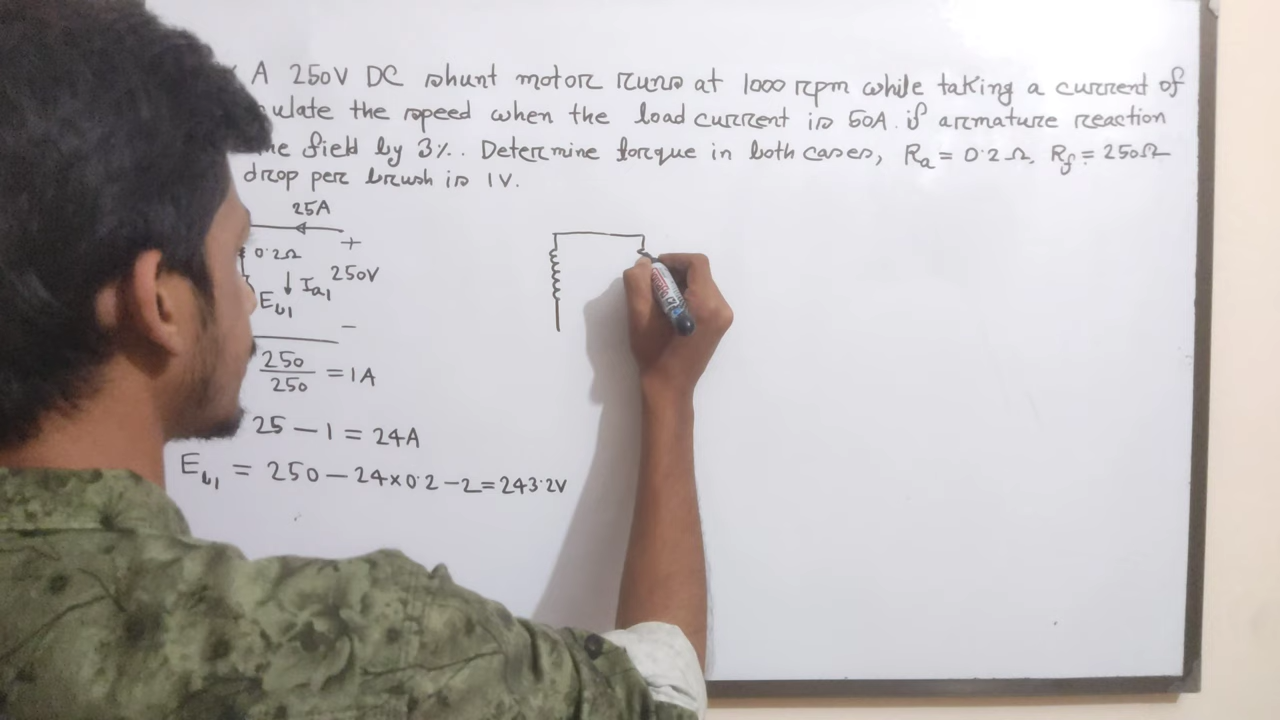 A 250V DC shunt motor runs at 1000 rpm while taking a current of
ulate the speed when the load current is 50A. if armature reaction
he field by 3%. Determine torque in both cases, Ra = 0.2Ω, Rf = 250Ω
drop per brush is 1V.
25A
+
0.2Ω
Ia1 250V
Eb1
−
250/250 = 1A
25 − 1 = 24A
Eb1 = 250 − 24×0.2 − 2 = 243.2V